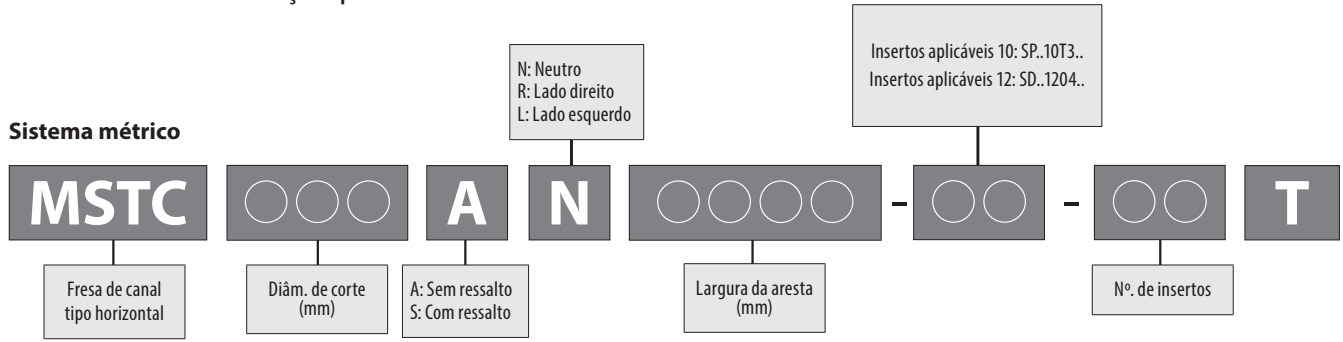 Insertos aplicáveis 10: SP..10T3..
Insertos aplicáveis 12: SD..1204..
N: Neutro
R: Lado direito
L: Lado esquerdo
Sistema métrico
MSTC ○○○ A N ○○○○ - ○○ - ○○ T
Fresa de canal
tipo horizontal
Diâm. de corte
(mm)
A: Sem ressalto
S: Com ressalto
Largura da aresta
(mm)
Nº. de insertos